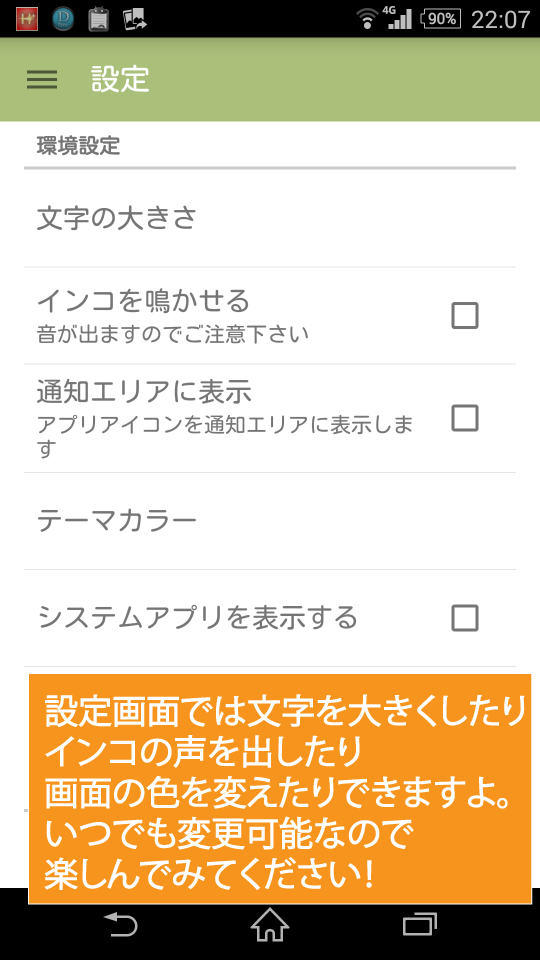 4G 90% 22:07
設定
環境設定
文字の大きさ
インコを鳴かせる
音が出ますのでご注意下さい
通知エリアに表示
アプリアイコンを通知エリアに表示しま
す
テーマカラー
システムアプリを表示する
設定画面では文字を大きくしたり
インコの声を出したり
画面の色を変えたりできますよ。
いつでも変更可能なので
楽しんでみてください!